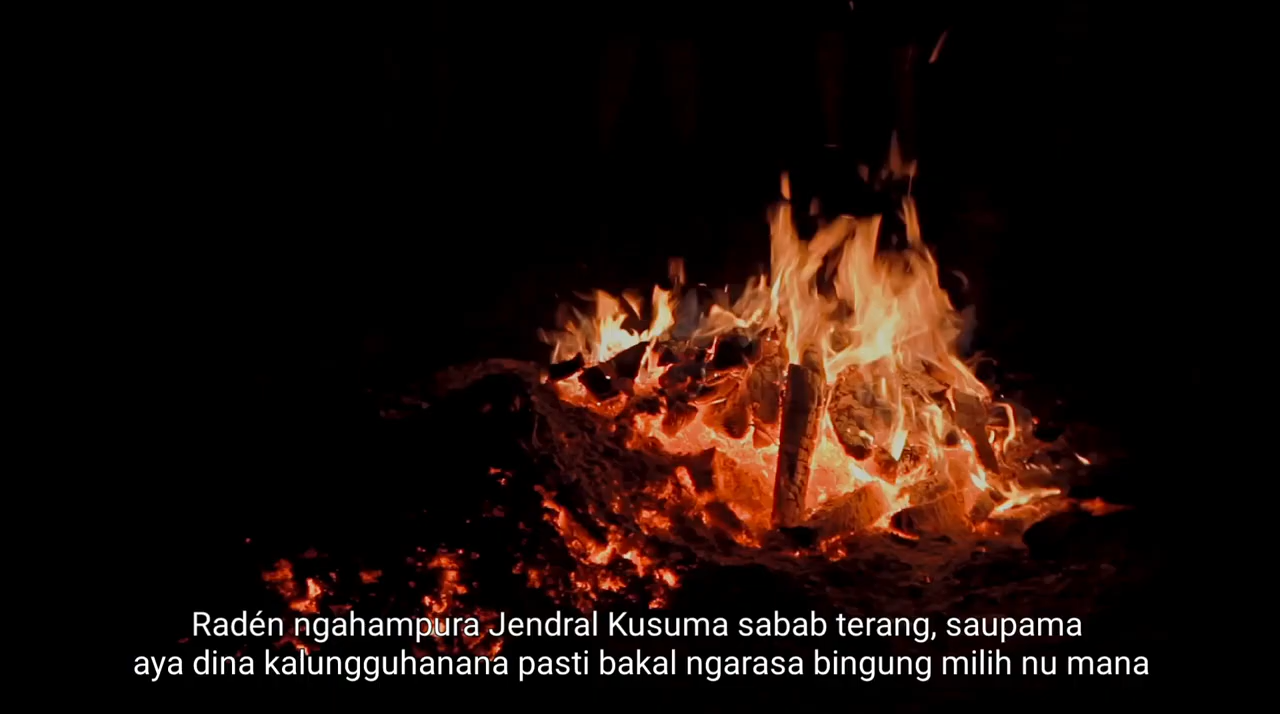 Radén ngahampura Jendral Kusuma sabab terang, saupama
aya dina kalungguhanana pasti bakal ngarasa bingung milih nu mana